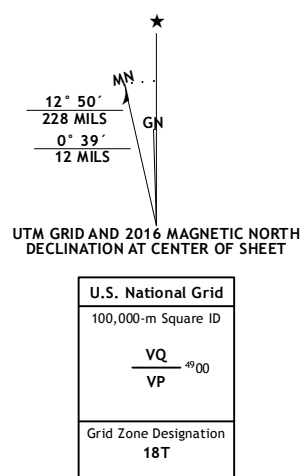 ★
MN
GN
12° 50´
228 MILS
0° 39´
12 MILS
UTM GRID AND 2016 MAGNETIC NORTH
DECLINATION AT CENTER OF SHEET
U.S. National Grid
100,000-m Square ID
VQ
⁴⁹00
VP
Grid Zone Designation
18T